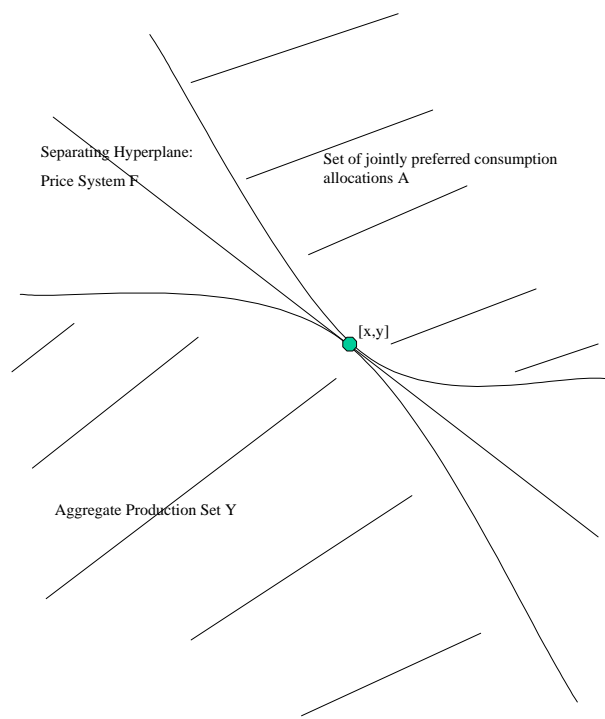 Separating Hyperplane:
Price System F
Set of jointly preferred consumption
allocations A
[x,y]
Aggregate Production Set Y